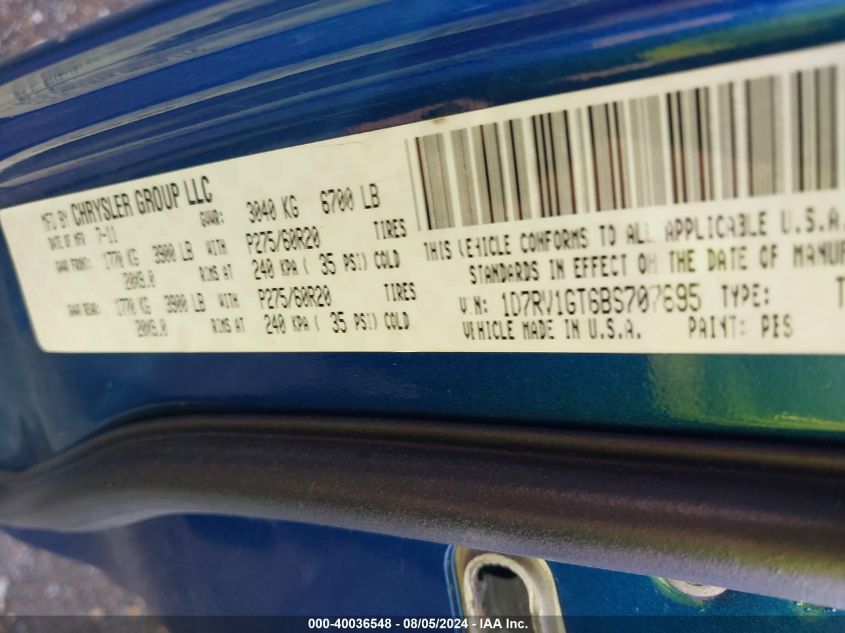 MFD BY CHRYSLER GROUP LLC
DATE OF MFR 7-11 GVWR: 3040 KG 6700 LB
GAWR FRONT: 1770 KG 3900 LB WITH P275/60R20 TIRES
20X9.0 RIMS AT 240 KPA ( 35 PSI) COLD
GAWR REAR: 1770 KG 3900 LB WITH P275/60R20 TIRES
20X9.0 RIMS AT 240 KPA ( 35 PSI) COLD
THIS VEHICLE CONFORMS TO ALL APPLICABLE U.S.A.
STANDARDS IN EFFECT ON THE DATE OF
VIN: 1D7RV1GT6BS707695 TYPE:
VEHICLE MADE IN U.S.A. PAINT: PES
000-40036548 - 08/05/2024 - IAA Inc.